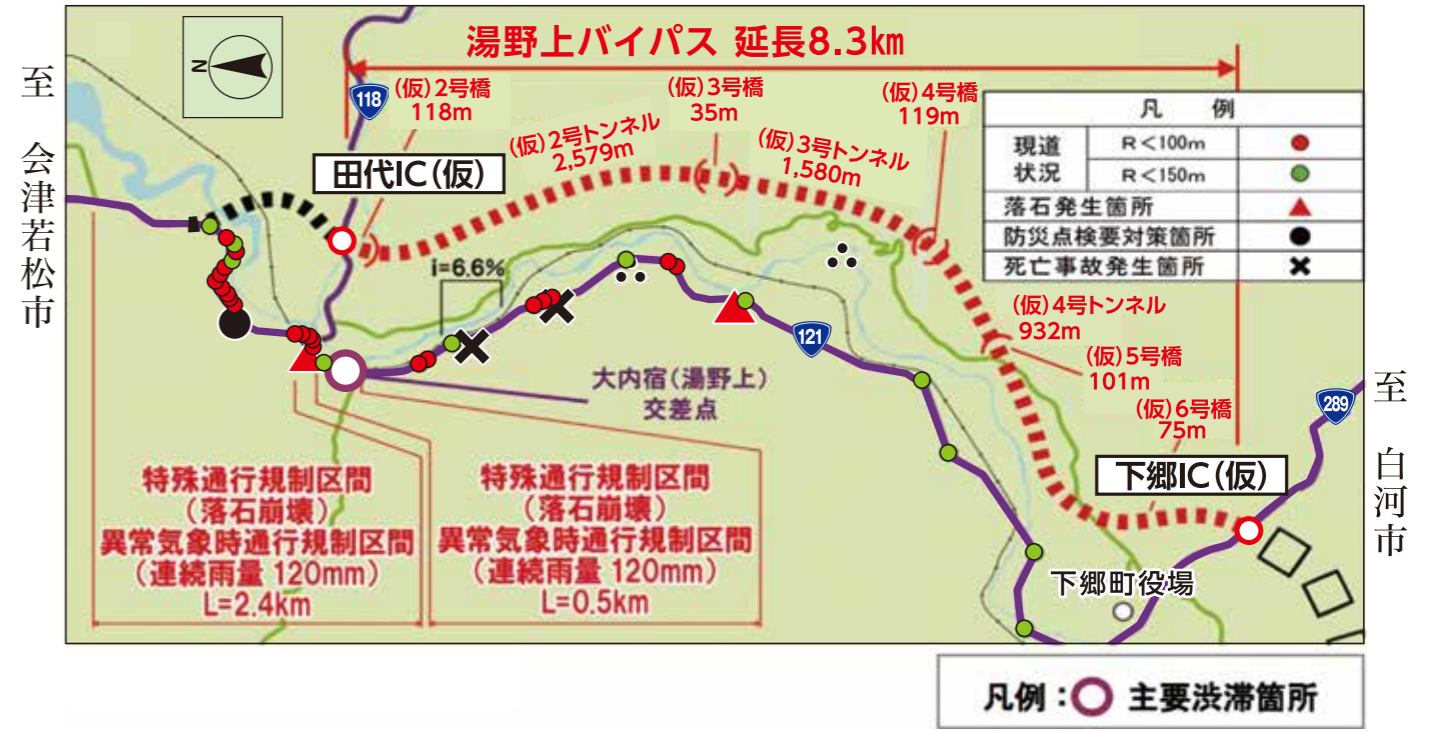 湯野上バイパス 延長8.3km
N
118
(仮)2号橋
118m
(仮)3号橋
35m
(仮)4号橋
119m
(仮)2号トンネル
2,579m
(仮)3号トンネル
1,580m
凡 例
現道
状況
R<100m
R<150m
落石発生箇所
防災点検要対策箇所
死亡事故発生箇所
至 会津若松市
田代IC(仮)
i=6.6%
(仮)4号トンネル
932m
121
(仮)5号橋
101m
大内宿(湯野上)
交差点
(仮)6号橋
75m
289
至 白河市
下郷IC(仮)
特殊通行規制区間
(落石崩壊)
異常気象時通行規制区間
(連続雨量 120mm)
L=2.4km
特殊通行規制区間
(落石崩壊)
異常気象時通行規制区間
(連続雨量 120mm)
L=0.5km
下郷町役場
凡例: 主要渋滞箇所